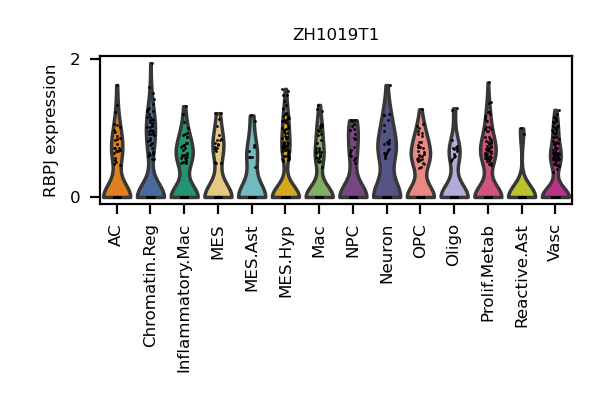 ZH1019T1
RBPJ expression
2
0
AC
Chromatin.Reg
Inflammatory.Mac
MES
MES.Ast
MES.Hyp
Mac
NPC
Neuron
OPC
Oligo
Prolif.Metab
Reactive.Ast
Vasc